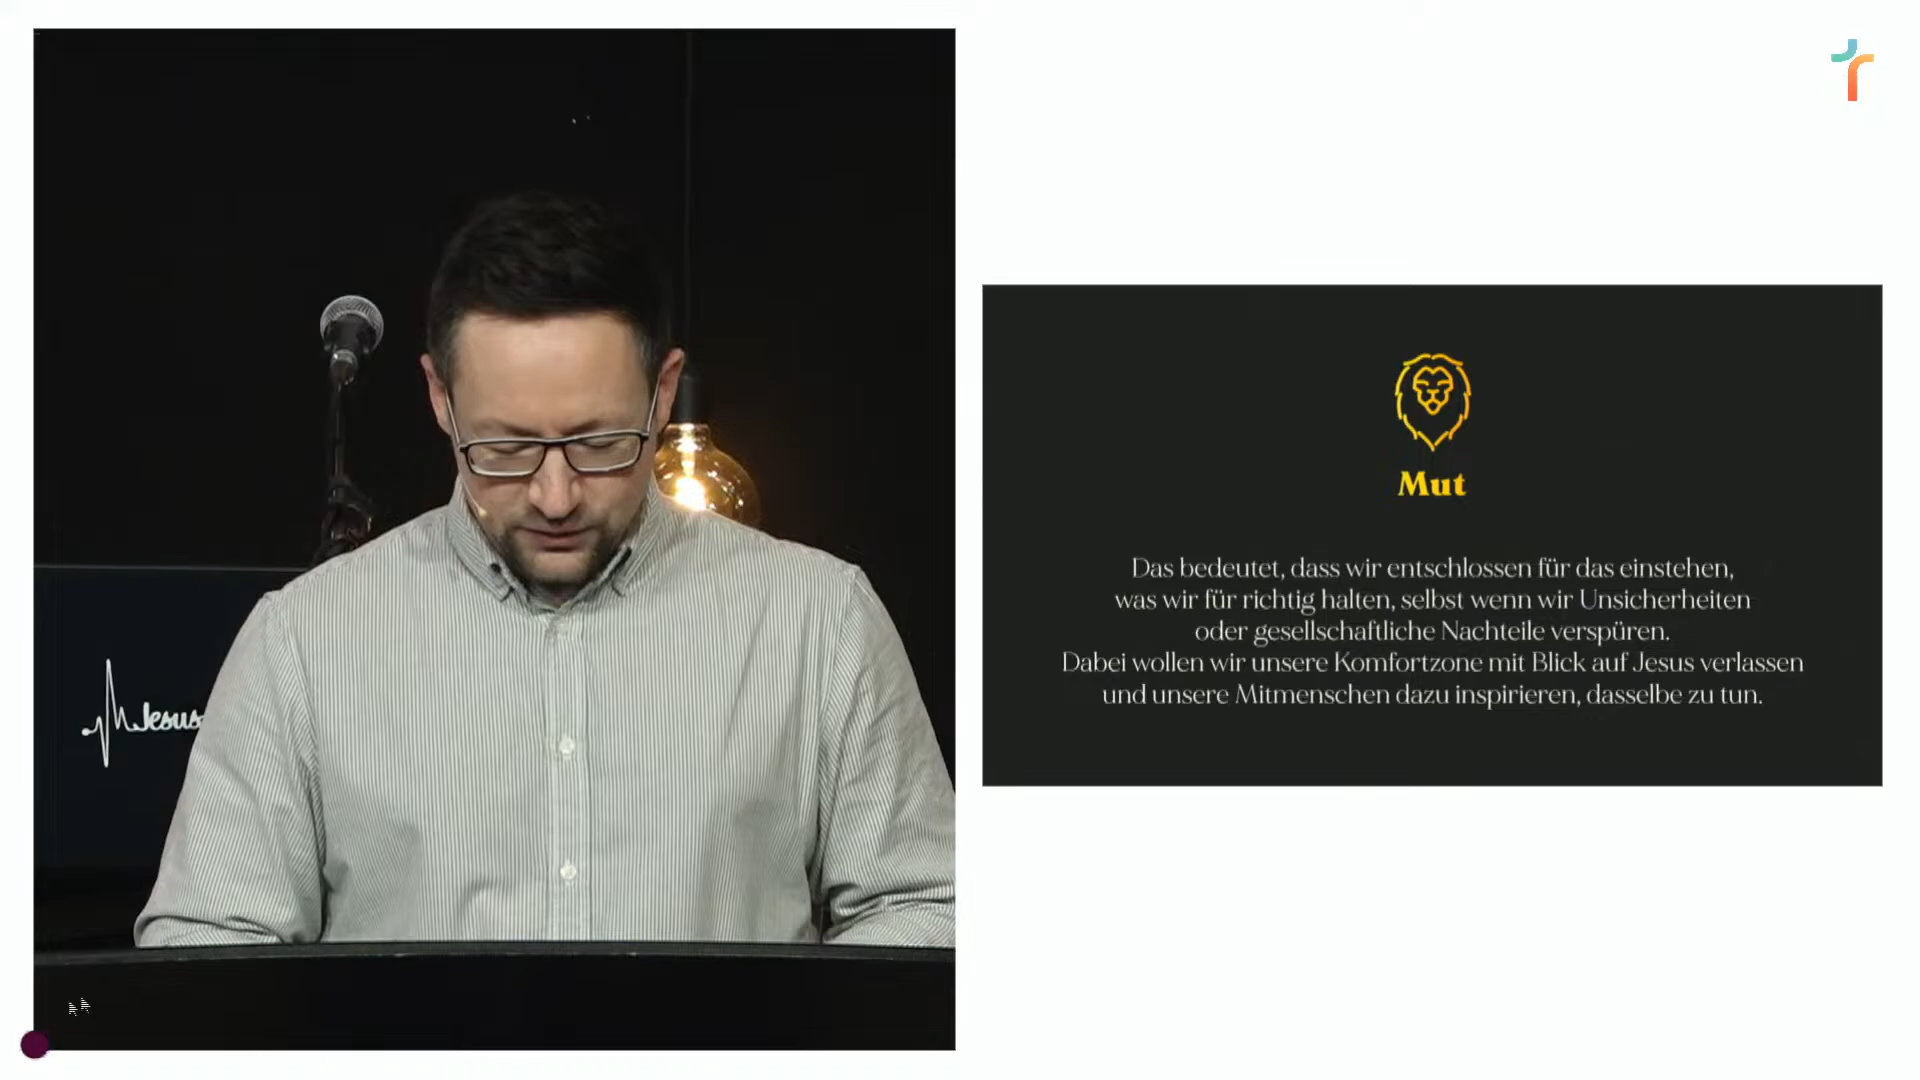 Jesus
Mut
Das bedeutet, dass wir entschlossen für das einstehen,
was wir für richtig halten, selbst wenn wir Unsicherheiten
oder gesellschaftliche Nachteile verspüren.
Dabei wollen wir unsere Komfortzone mit Blick auf Jesus verlassen
und unsere Mitmenschen dazu inspirieren, dasselbe zu tun.